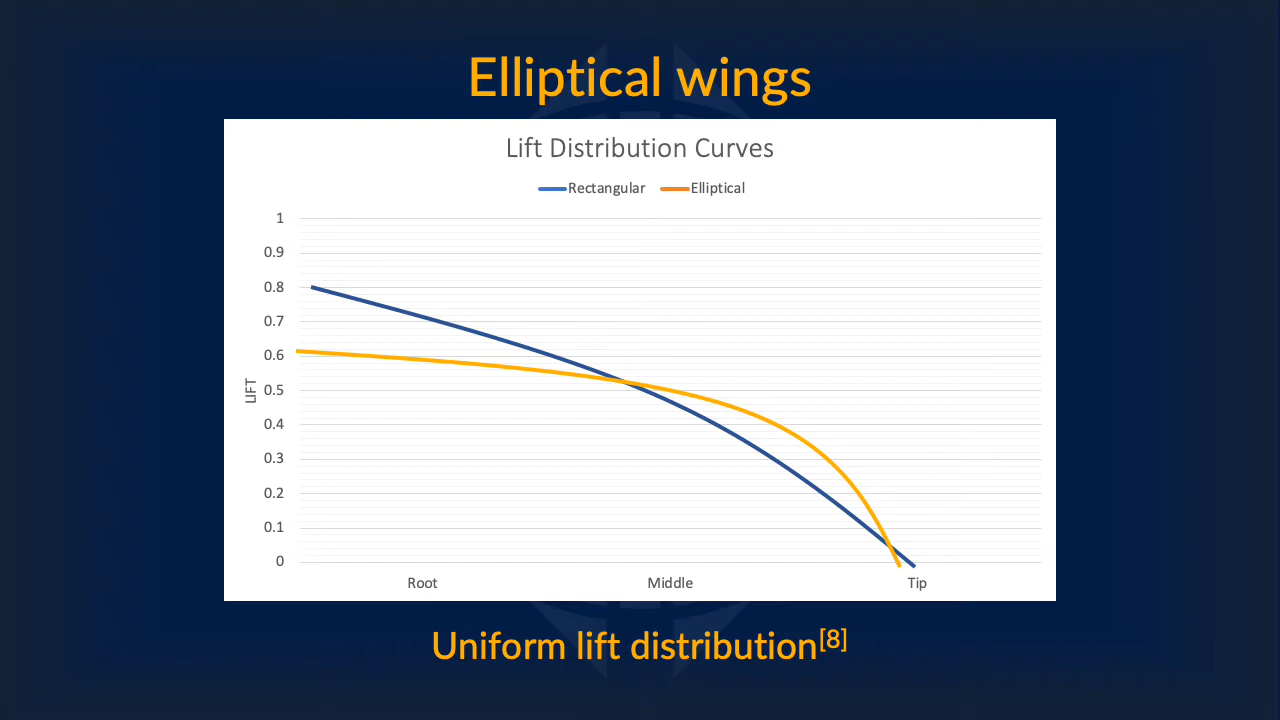 Elliptical wings
Lift Distribution Curves
Rectangular Elliptical
1
0.9
0.8
0.7
0.6
0.5
0.4
0.3
0.2
0.1
0
LIFT
Root Middle Tip
Uniform lift distribution[8]